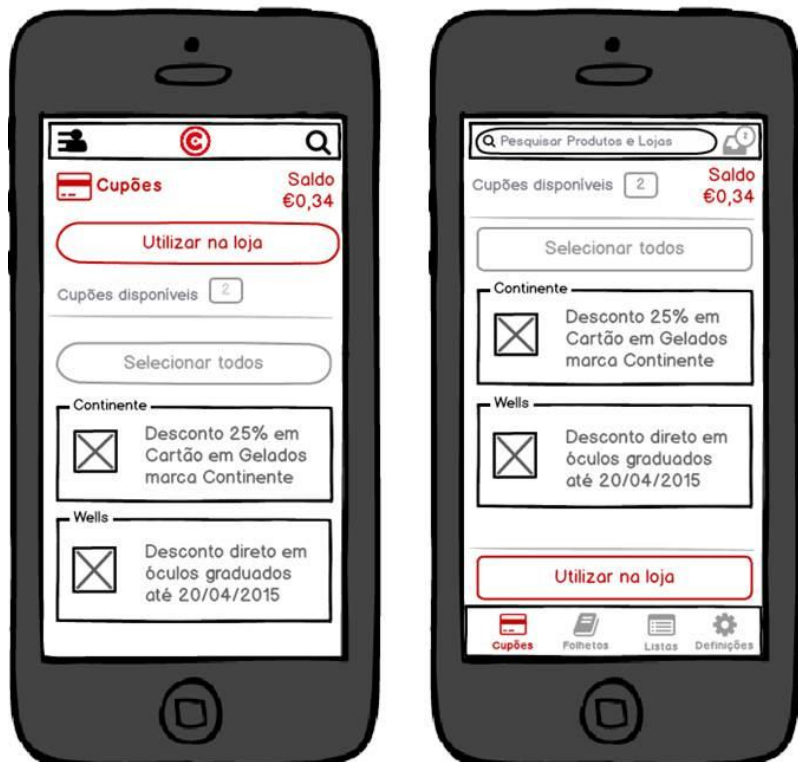 ©
Cupões
Saldo
€0,34
Utilizar na loja
Cupões disponíveis 2
Selecionar todos
Continente
Desconto 25% em
Cartão em Gelados
marca Continente
Wells
Desconto direto em
óculos graduados
até 20/04/2015
Pesquisar Produtos e Lojas
Cupões disponíveis 2
Saldo
€0,34
Selecionar todos
Continente
Desconto 25% em
Cartão em Gelados
marca Continente
Wells
Desconto direto em
óculos graduados
até 20/04/2015
Utilizar na loja
Cupões Folhetos Listas Definições